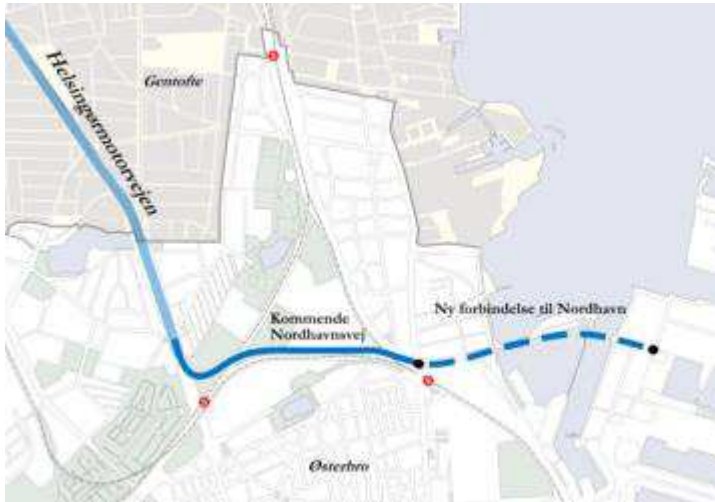 Gentofte
Helsingørmotorvejen
Kommende
Nordhavnsvej
Ny forbindelse til Nordhavn
Østerbro